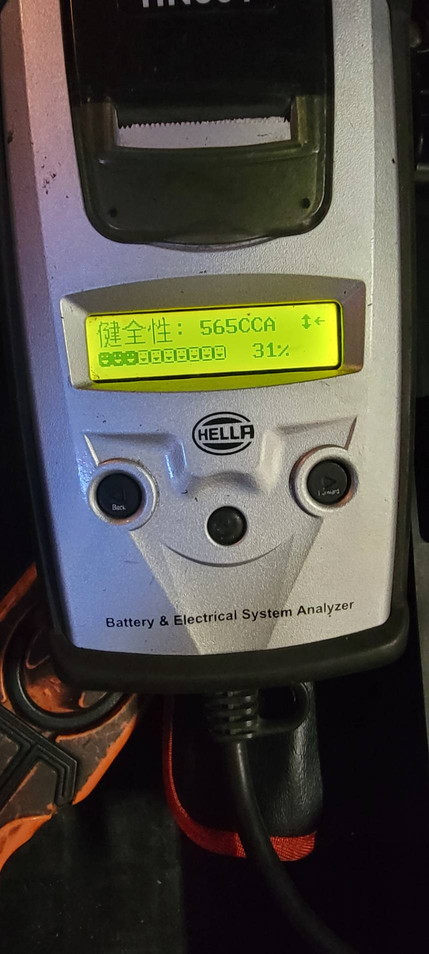 健全性: 565CCA ↕←
31%
HELLA
Back
Forward
Battery & Electrical System Analyzer